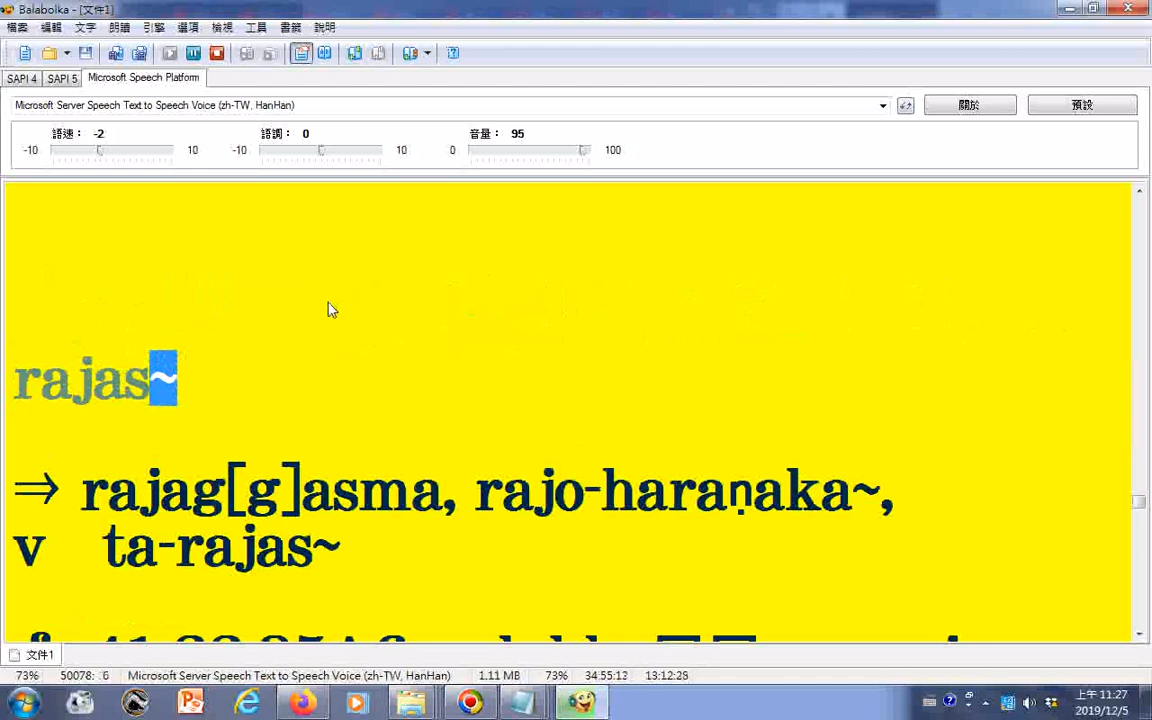 Balabolka - [文件1]
檔案 編輯 文字 朗讀 引擎 選項 檢視 工具 書籤 說明
SAPI 4 SAPI 5 Microsoft Speech Platform
Microsoft Server Speech Text to Speech Voice (zh-TW, HanHan) 關於 預設
語速： -2 語調： 0 音量： 95
-10 10 -10 10 0 100
rajas~
⇒ rajag[g]asma, rajo-haraṇaka~,
v ta-rajas~
文件1
73% 50078: 6 Microsoft Server Speech Text to Speech Voice (zh-TW, HanHan) 1.11 MB 73% 34:55:12 13:12:28
上午 11:27
2019/12/5